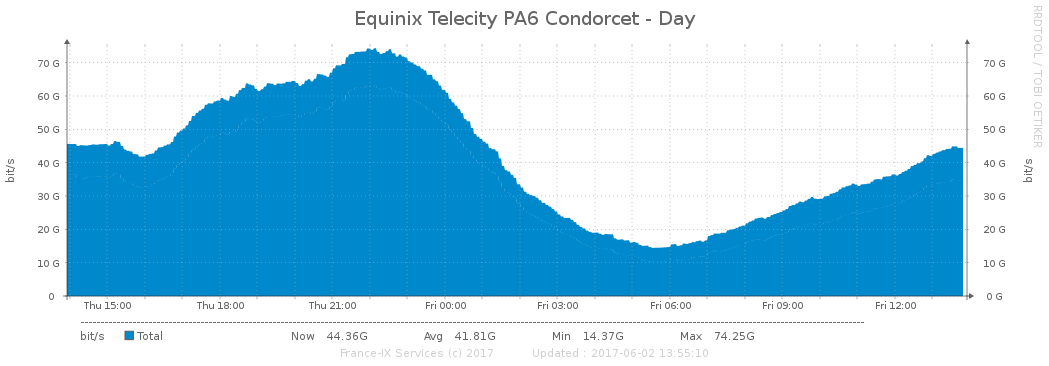 Equinix Telecity PA6 Condorcet - Day
RRDTOOL / TOBI OETIKER
bit/s
70 G 70 G
60 G 60 G
50 G 50 G
40 G 40 G
30 G 30 G
20 G 20 G
10 G 10 G
0 0 G
bit/s
Thu 15:00 Thu 18:00 Thu 21:00 Fri 00:00 Fri 03:00 Fri 06:00 Fri 09:00 Fri 12:00
bit/s Total Now 44.36G Avg 41.81G Min 14.37G Max 74.25G
France-IX Services (c) 2017 Updated : 2017-06-02 13:55:10